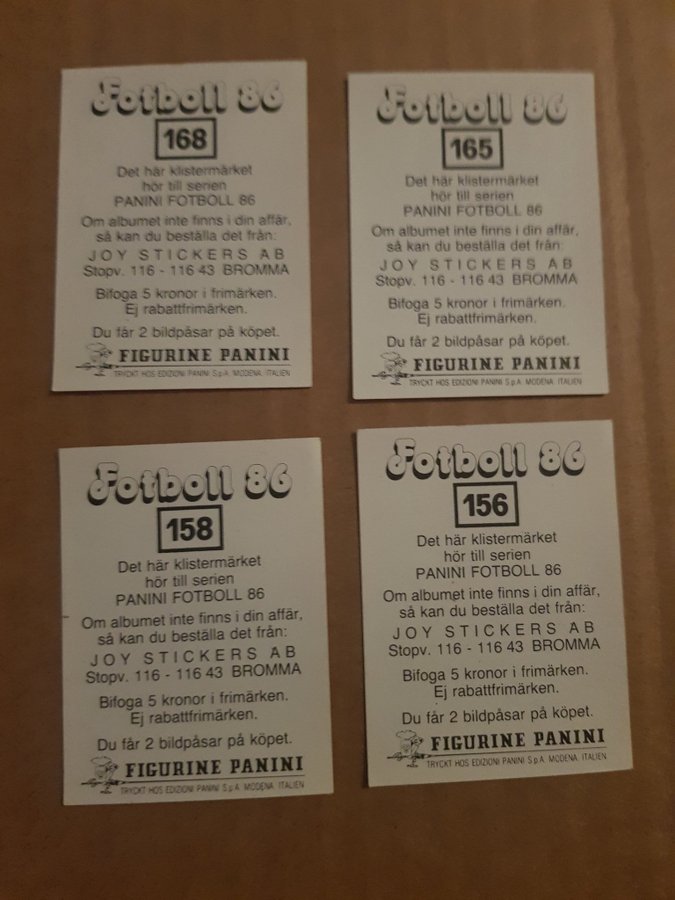 Fotboll 86
168
Det här klistermärket
hör till serien
PANINI FOTBOLL 86
Om albumet inte finns i din affär,
så kan du beställa det från:
JOY STICKERS AB
Stopv. 116 - 116 43 BROMMA
Bifoga 5 kronor i frimärken.
Ej rabattfrimärken.
Du får 2 bildpåsar på köpet.
FIGURINE PANINI
TRYCKT HOS EDIZIONI PANINI S.p.A. MODENA. ITALIEN
Fotboll 86
165
Det här klistermärket
hör till serien
PANINI FOTBOLL 86
Om albumet inte finns i din affär,
så kan du beställa det från:
JOY STICKERS AB
Stopv. 116 - 116 43 BROMMA
Bifoga 5 kronor i frimärken.
Ej rabattfrimärken.
Du får 2 bildpåsar på köpet.
FIGURINE PANINI
TRYCKT HOS EDIZIONI PANINI S.p.A. MODENA. ITALIEN
Fotboll 86
158
Det här klistermärket
hör till serien
PANINI FOTBOLL 86
Om albumet inte finns i din affär,
så kan du beställa det från:
JOY STICKERS AB
Stopv. 116 - 116 43 BROMMA
Bifoga 5 kronor i frimärken.
Ej rabattfrimärken.
Du får 2 bildpåsar på köpet.
FIGURINE PANINI
TRYCKT HOS EDIZIONI PANINI S.p.A. MODENA. ITALIEN
Fotboll 86
156
Det här klistermärket
hör till serien
PANINI FOTBOLL 86
Om albumet inte finns i din affär,
så kan du beställa det från:
JOY STICKERS AB
Stopv. 116 - 116 43 BROMMA
Bifoga 5 kronor i frimärken.
Ej rabattfrimärken.
Du får 2 bildpåsar på köpet.
FIGURINE PANINI
TRYCKT HOS EDIZIONI PANINI S.p.A. MODENA. ITALIEN